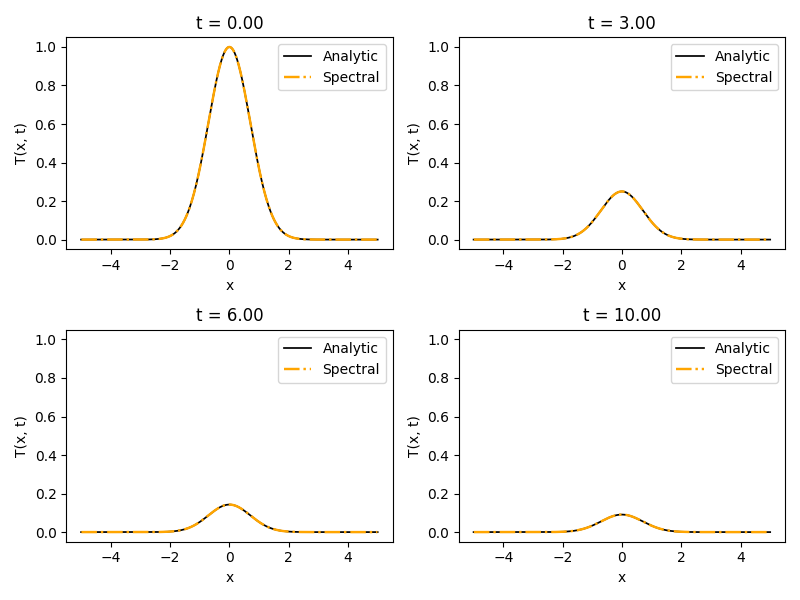 t = 0.00
1.0
0.8
0.6
0.4
0.2
0.0
T(x, t)
Analytic
Spectral
−4
−2
0
2
4
x
t = 3.00
1.0
0.8
0.6
0.4
0.2
0.0
T(x, t)
Analytic
Spectral
−4
−2
0
2
4
x
t = 6.00
1.0
0.8
0.6
0.4
0.2
0.0
T(x, t)
Analytic
Spectral
−4
−2
0
2
4
x
t = 10.00
1.0
0.8
0.6
0.4
0.2
0.0
T(x, t)
Analytic
Spectral
−4
−2
0
2
4
x